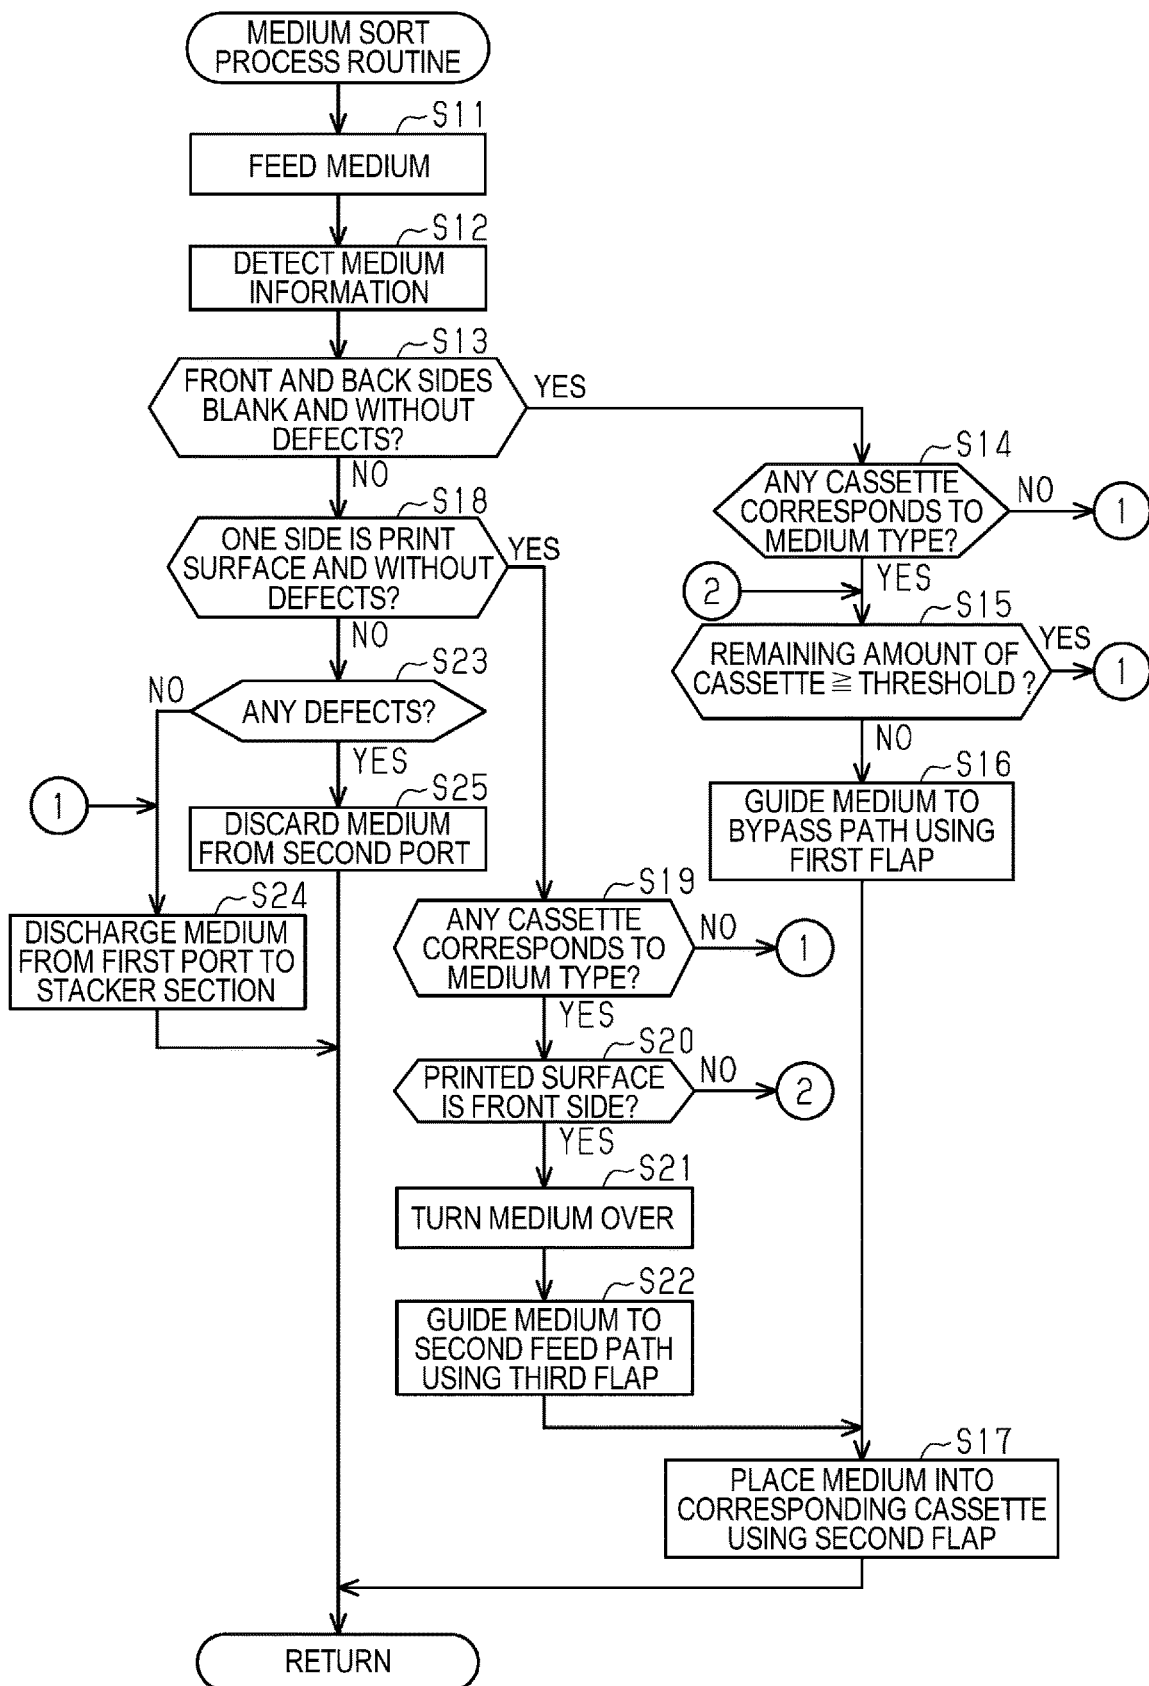 MEDIUM SORT
PROCESS ROUTINE
S11
FEED MEDIUM
S12
DETECT MEDIUM
INFORMATION
S13
FRONT AND BACK SIDES
BLANK AND WITHOUT
DEFECTS?
YES
NO
S14
ANY CASSETTE
CORRESPONDS TO
MEDIUM TYPE?
NO
1
YES
2
S15
REMAINING AMOUNT OF
CASSETTE ≧ THRESHOLD ?
YES
1
NO
S16
GUIDE MEDIUM TO
BYPASS PATH USING
FIRST FLAP
S18
ONE SIDE IS PRINT
SURFACE AND WITHOUT
DEFECTS?
YES
NO
S23
NO
ANY DEFECTS?
YES
1
S25
DISCARD MEDIUM
FROM SECOND PORT
S24
DISCHARGE MEDIUM
FROM FIRST PORT TO
STACKER SECTION
S19
ANY CASSETTE
CORRESPONDS TO
MEDIUM TYPE?
NO
1
YES
S20
PRINTED SURFACE
IS FRONT SIDE?
NO
2
YES
S21
TURN MEDIUM OVER
S22
GUIDE MEDIUM TO
SECOND FEED PATH
USING THIRD FLAP
S17
PLACE MEDIUM INTO
CORRESPONDING CASSETTE
USING SECOND FLAP
RETURN